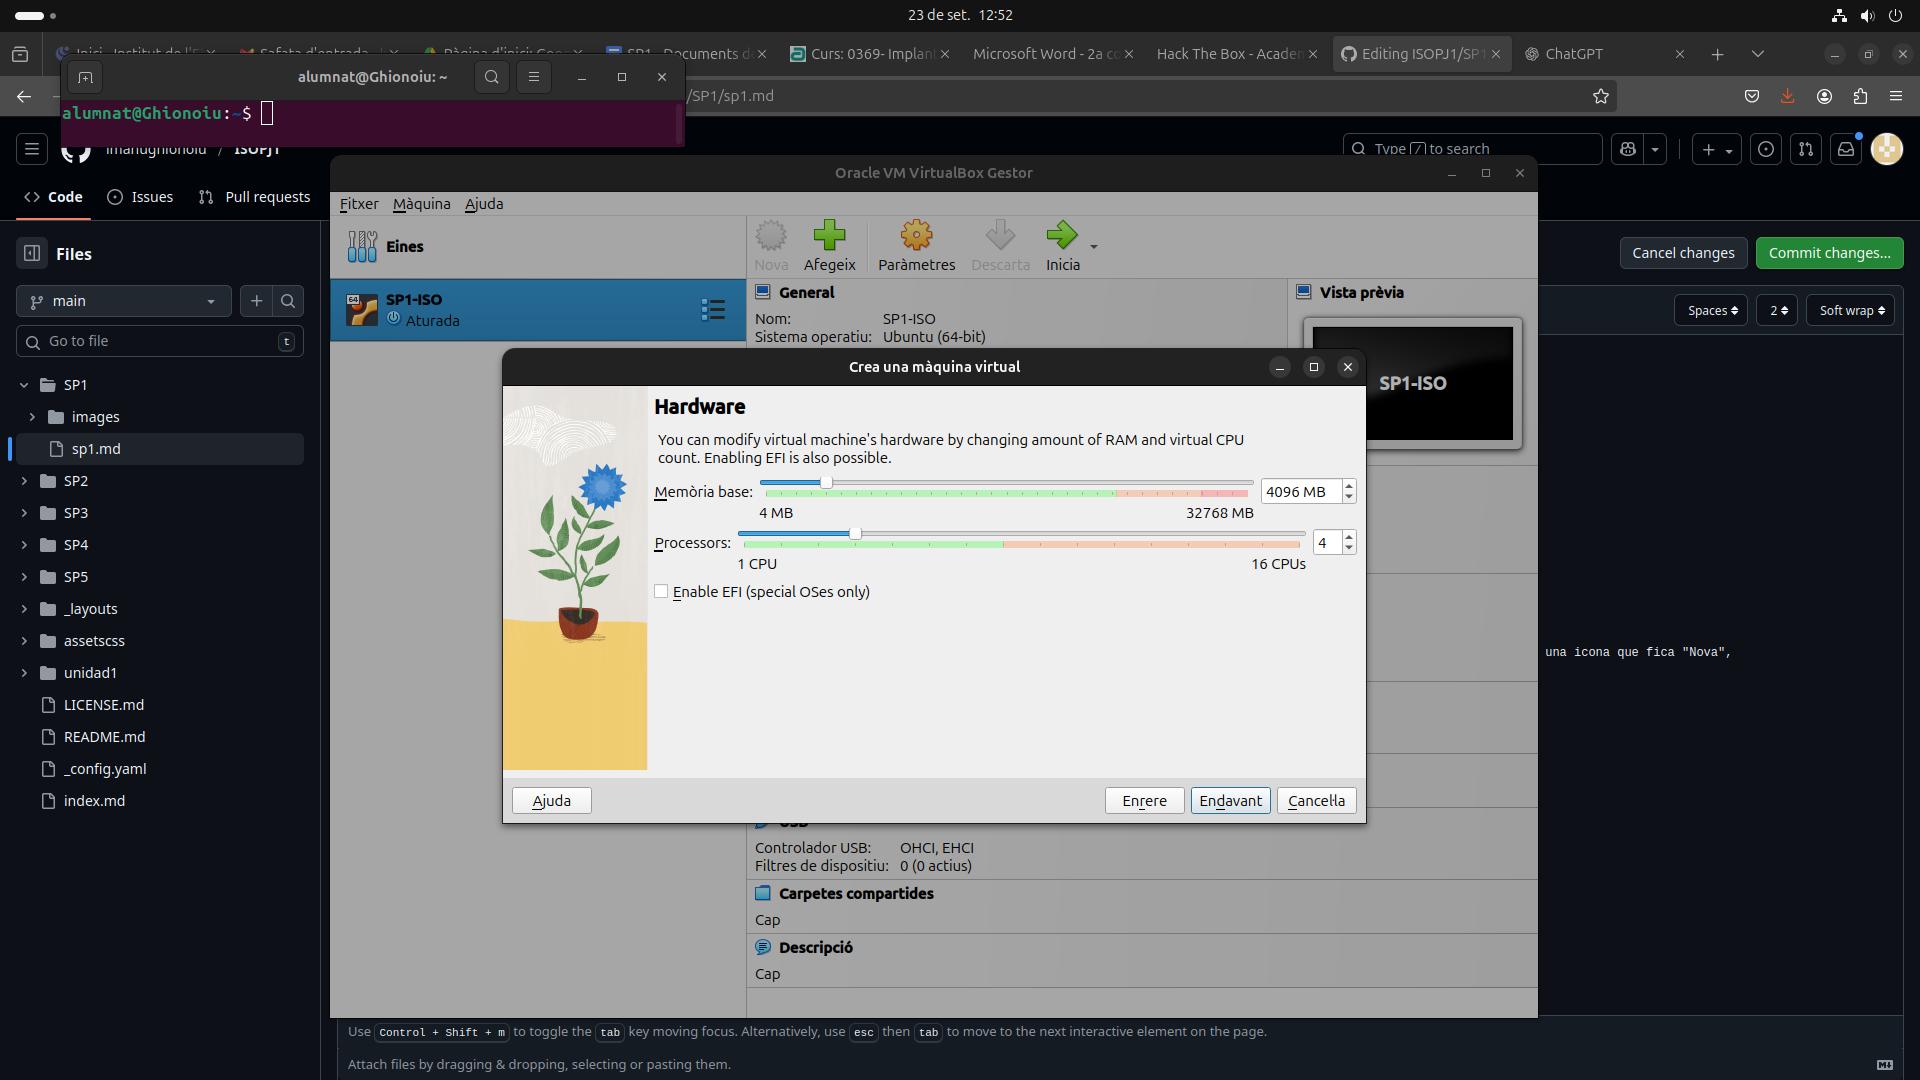 23 de set. 12:52
Inici - Institut de l'E
Safata d'entrada
Pàgina d'inici: Goo
SP1 - Documents de
Curs: 0369- Implant
Microsoft Word - 2a co
Hack The Box - Academ
Editing ISOPJ1/SP1
ChatGPT
alumnat@Ghionoiu: ~
/SP1/sp1.md
alumnat@Ghionoiu:~$
imanughionoiu / ISOPJ1
Type / to search
Code
Issues
Pull requests
Oracle VM VirtualBox Gestor
Fitxer Màquina Ajuda
Files
Cancel changes
Commit changes...
Eines
Nova
Afegeix
Paràmetres
Descarta
Inicia
main
Spaces
2
Soft wrap
Go to file
t
64
SP1-ISO
Aturada
General
Nom: SP1-ISO
Sistema operatiu: Ubuntu (64-bit)
Vista prèvia
SP1-ISO
SP1
images
sp1.md
SP2
SP3
SP4
SP5
_layouts
assetscss
unidad1
LICENSE.md
README.md
_config.yaml
index.md
Crea una màquina virtual
Hardware
You can modify virtual machine's hardware by changing amount of RAM and virtual CPU
count. Enabling EFI is also possible.
Memòria base:
4096 MB
4 MB
32768 MB
Processors:
4
1 CPU
16 CPUs
Enable EFI (special OSes only)
Ajuda
Enrere
Endavant
Cancel·la
una icona que fica "Nova",
USB
Controlador USB: OHCI, EHCI
Filtres de dispositiu: 0 (0 actius)
Carpetes compartides
Cap
Descripció
Cap
Use Control + Shift + m to toggle the tab key moving focus. Alternatively, use esc then tab to move to the next interactive element on the page.
Attach files by dragging & dropping, selecting or pasting them.